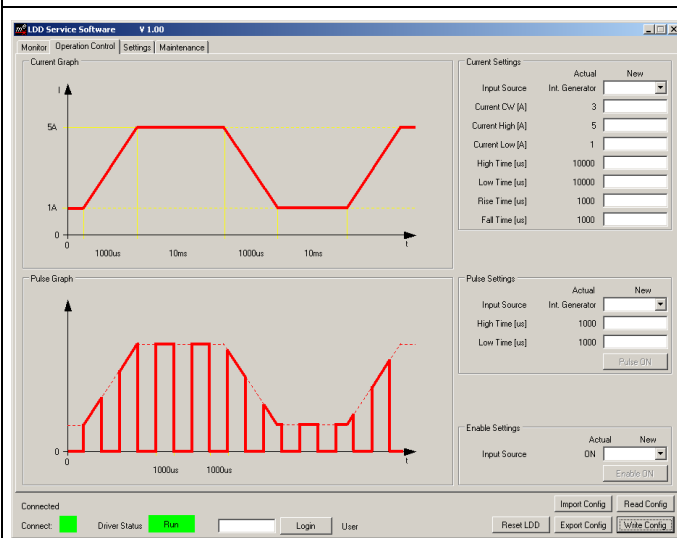 LDD Service Software V 1.00
Monitor Operation Control Settings Maintenance
Current Graph
I
5A
1A
0
0
1000us 10ms 1000us 10ms
t
Current Settings
Actual New
Input Source Int. Generator
Current CW [A] 3
Current High [A] 5
Current Low [A] 1
High Time [us] 10000
Low Time [us] 10000
Rise Time [us] 1000
Fall Time [us] 1000
Pulse Graph
0
0
1000us 1000us
t
Pulse Settings
Actual New
Input Source Int. Generator
High Time [us] 1000
Low Time [us] 1000
Pulse ON
Enable Settings
Actual New
Input Source ON
Enable ON
Connected
Import Config Read Config
Connect: Driver Status Run Login User Reset LDD Export Config Write Config